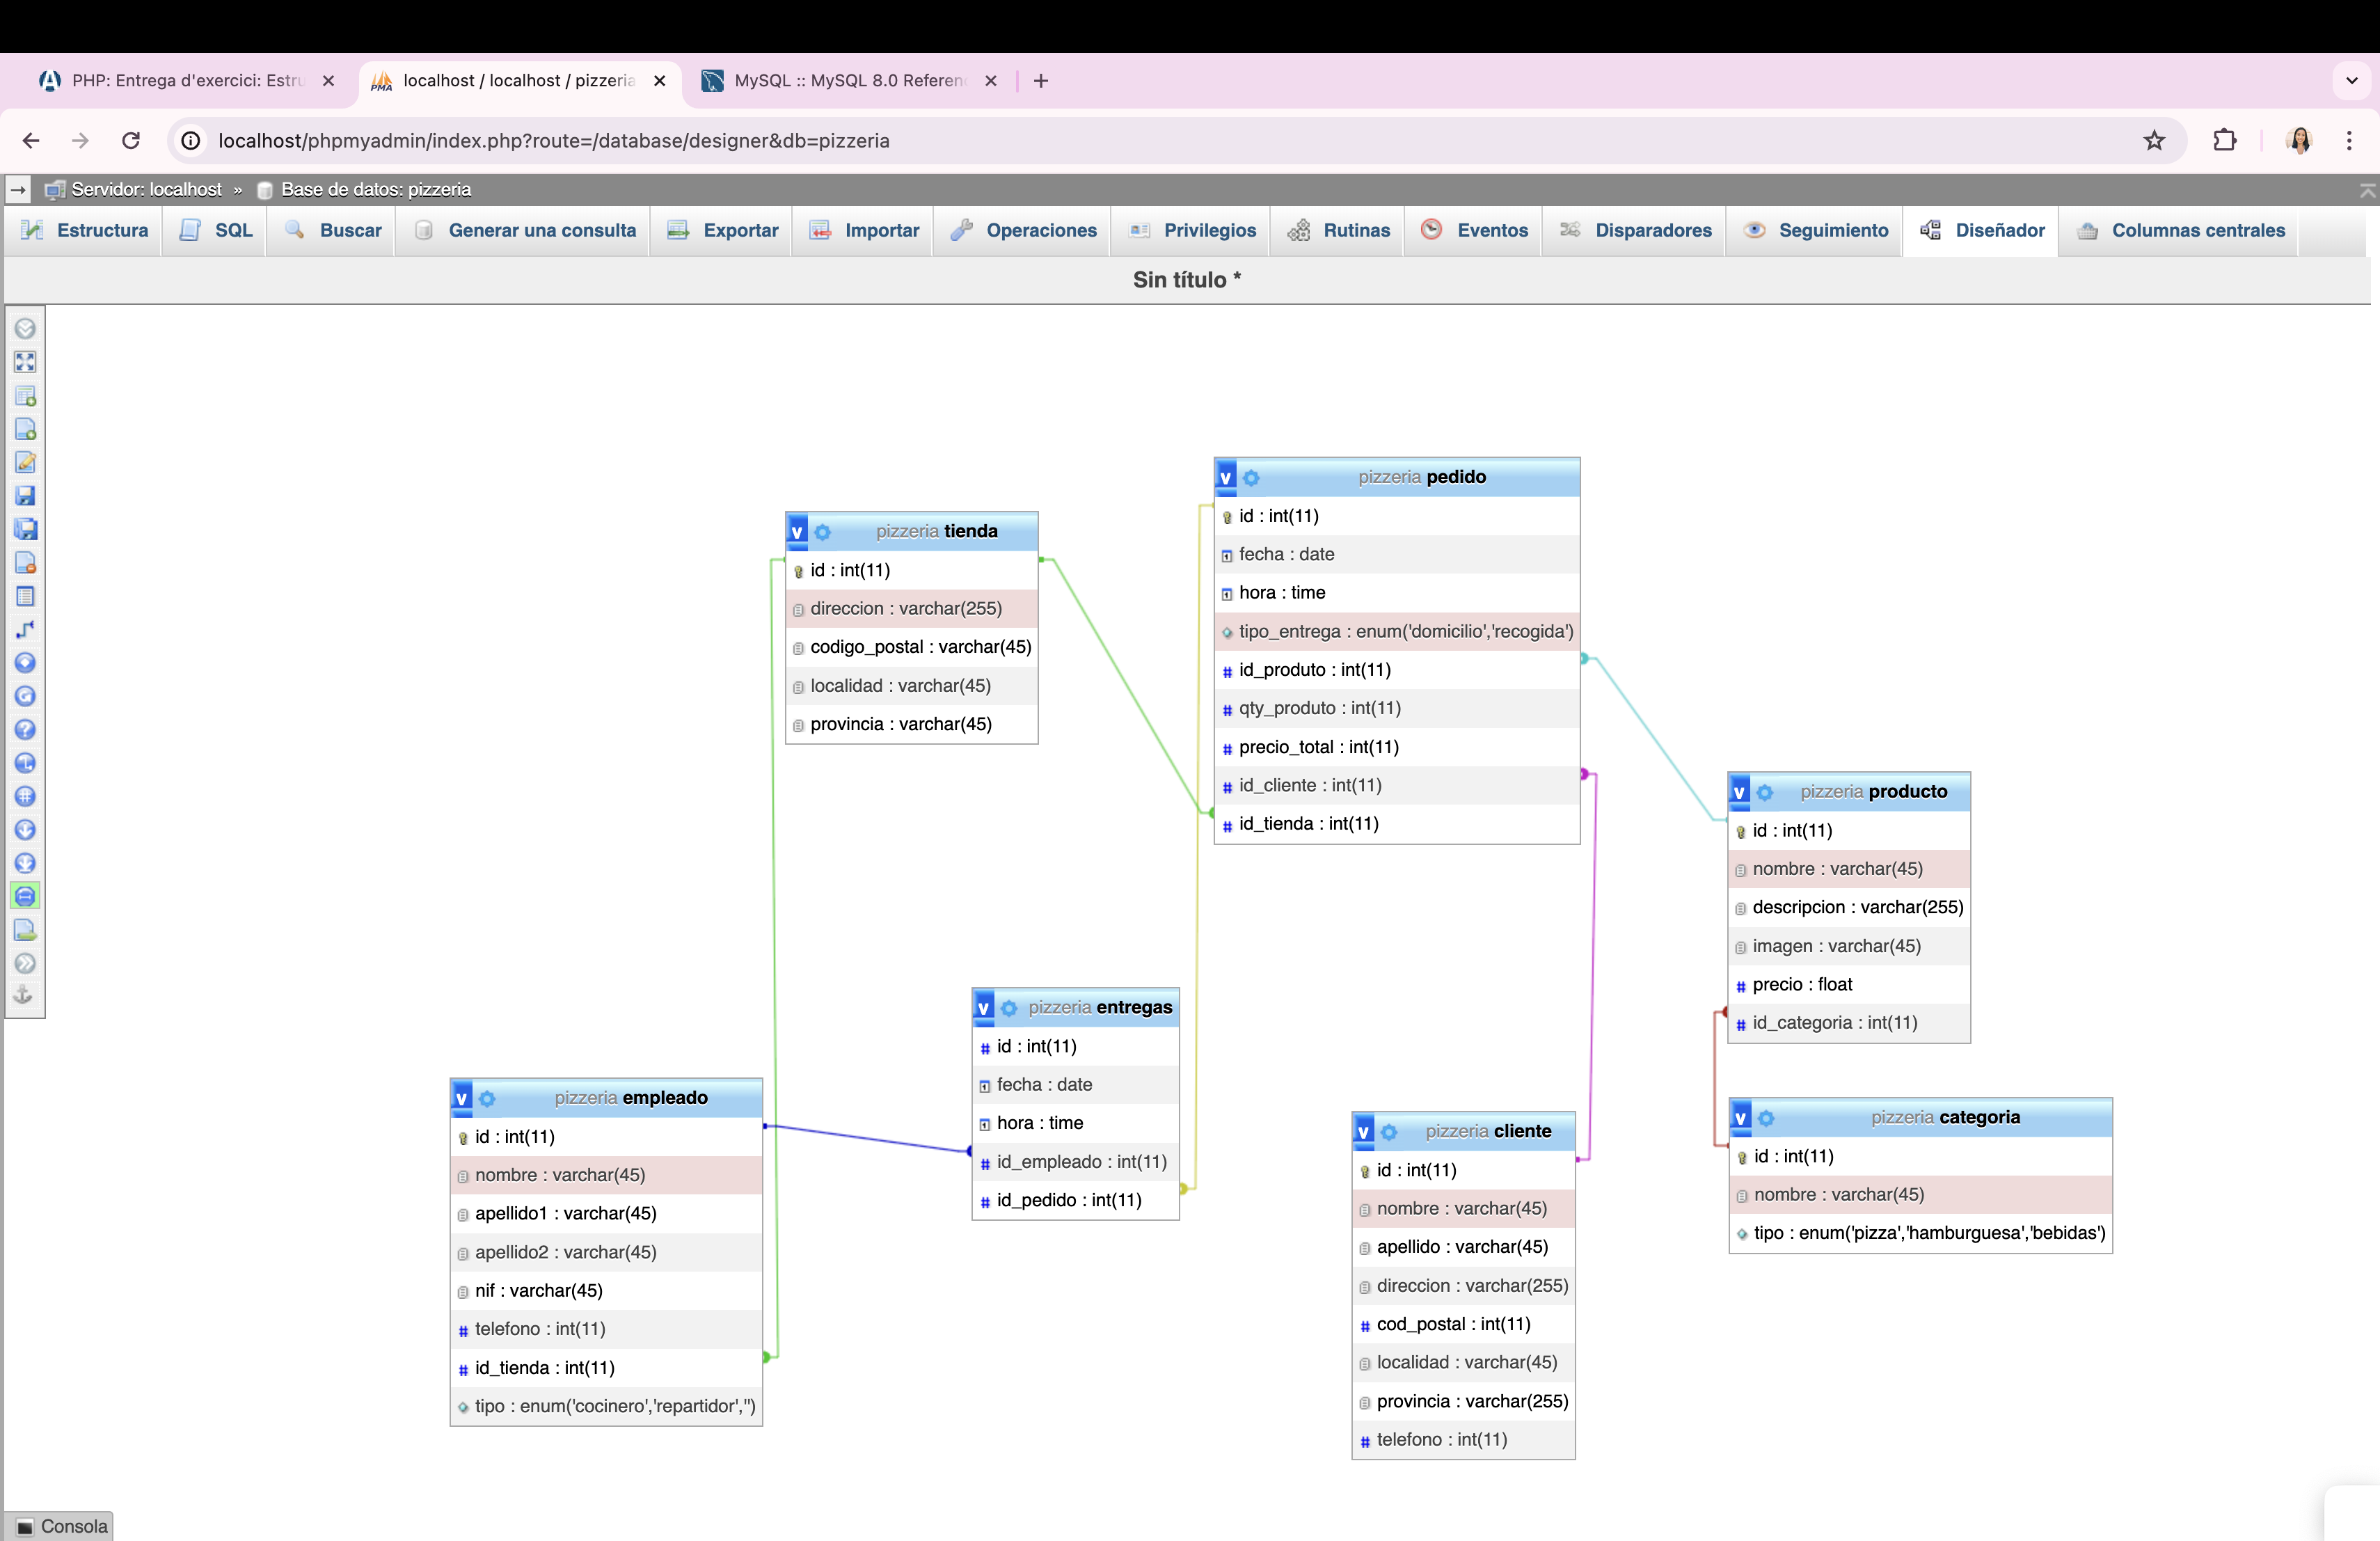 PHP: Entrega d'exercici: Estru
localhost / localhost / pizzeria
MySQL :: MySQL 8.0 Referen
localhost/phpmyadmin/index.php?route=/database/designer&db=pizzeria
Servidor: localhost » Base de datos: pizzeria
Estructura SQL Buscar Generar una consulta Exportar Importar Operaciones Privilegios Rutinas Eventos Disparadores Seguimiento Diseñador Columnas centrales
Sin título *
v pizzeria pedido
id : int(11)
fecha : date
hora : time
tipo_entrega : enum('domicilio','recogida')
id_produto : int(11)
qty_produto : int(11)
precio_total : int(11)
id_cliente : int(11)
id_tienda : int(11)
v pizzeria tienda
id : int(11)
direccion : varchar(255)
codigo_postal : varchar(45)
localidad : varchar(45)
provincia : varchar(45)
v pizzeria producto
id : int(11)
nombre : varchar(45)
descripcion : varchar(255)
imagen : varchar(45)
precio : float
id_categoria : int(11)
v pizzeria entregas
id : int(11)
fecha : date
hora : time
id_empleado : int(11)
id_pedido : int(11)
v pizzeria empleado
id : int(11)
nombre : varchar(45)
apellido1 : varchar(45)
apellido2 : varchar(45)
nif : varchar(45)
telefono : int(11)
id_tienda : int(11)
tipo : enum('cocinero','repartidor','')
v pizzeria cliente
id : int(11)
nombre : varchar(45)
apellido : varchar(45)
direccion : varchar(255)
cod_postal : int(11)
localidad : varchar(45)
provincia : varchar(255)
telefono : int(11)
v pizzeria categoria
id : int(11)
nombre : varchar(45)
tipo : enum('pizza','hamburguesa','bebidas')
Consola